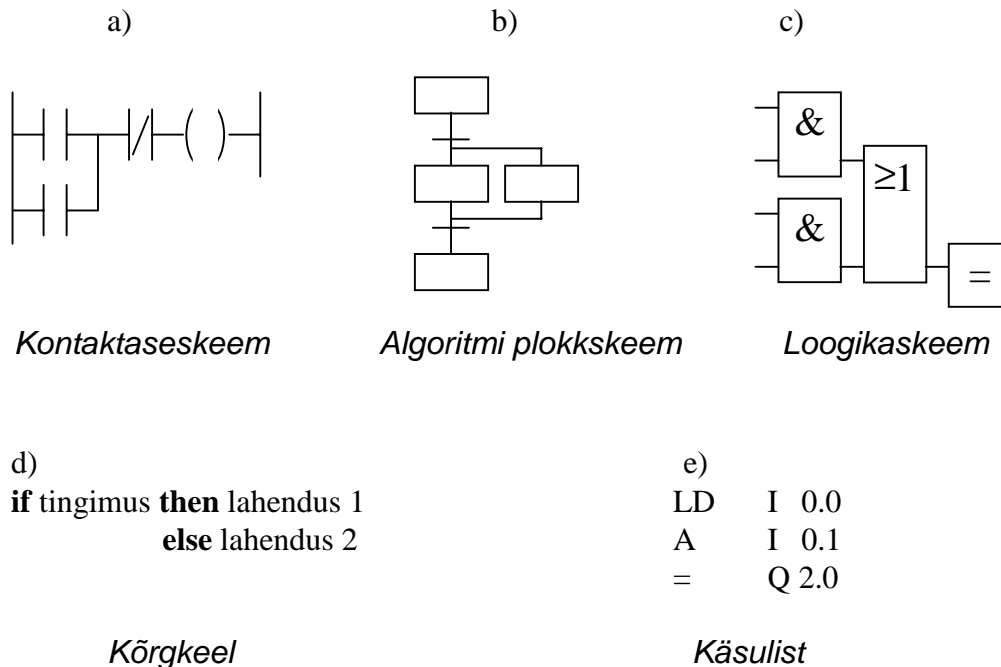 a) b) c)
&
≥1
&
=
Kontaktaseskeem Algoritmi plokkskeem Loogikaskeem
d) e)
if tingimus then lahendus 1 LD I 0.0
else lahendus 2 A I 0.1
= Q 2.0
Kõrgkeel Käsulist